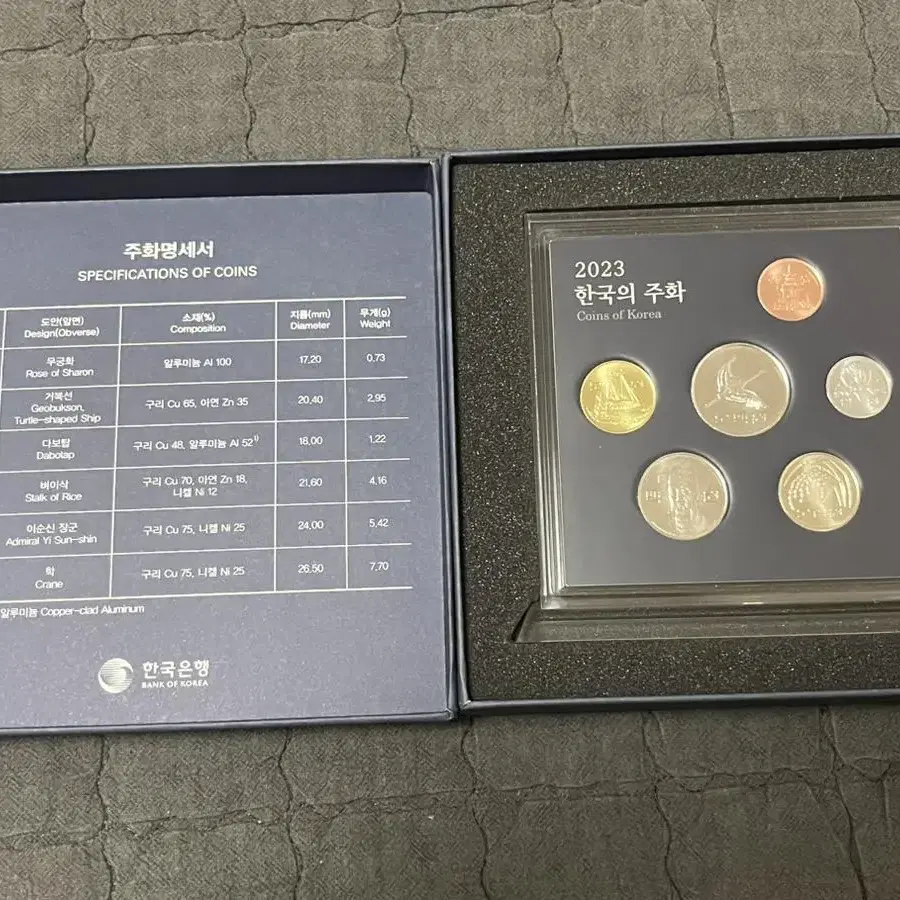 주화명세서
SPECIFICATIONS OF COINS
도안(앞면) 소재(%) 지름(mm) 무게(g)
Design(Obverse) Composition Diameter Weight
무궁화 알루미늄 Al 100 17.20 0.73
Rose of Sharon
거북선 구리 Cu 65, 아연 Zn 35 20.40 2.95
Geobukson,
Turtle-shaped Ship
다보탑 구리 Cu 48, 알루미늄 Al 52¹⁾ 18.00 1.22
Dabotap
벼이삭 구리 Cu 70, 아연 Zn 18, 21.60 4.16
Stalk of Rice 니켈 Ni 12
이순신 장군 구리 Cu 75, 니켈 Ni 25 24.00 5.42
Admiral Yi Sun-shin
학 구리 Cu 75, 니켈 Ni 25 26.50 7.70
Crane
알루미늄 Copper-clad Aluminum
한국은행
BANK OF KOREA
2023
한국의 주화
Coins of Korea
백 원